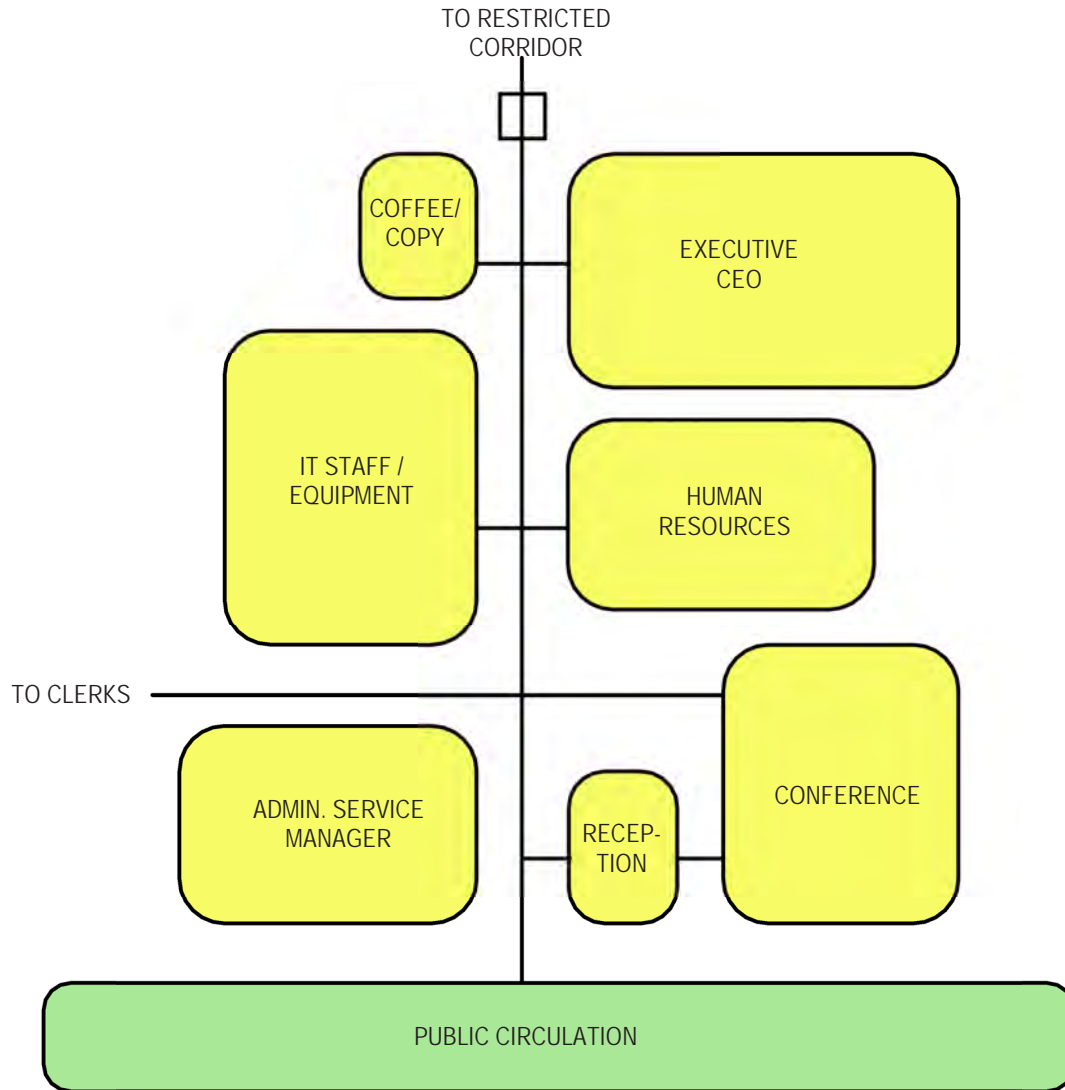 TO RESTRICTED
CORRIDOR
COFFEE/
COPY
EXECUTIVE
CEO
IT STAFF /
EQUIPMENT
HUMAN
RESOURCES
TO CLERKS
ADMIN. SERVICE
MANAGER
RECEP-
TION
CONFERENCE
PUBLIC CIRCULATION